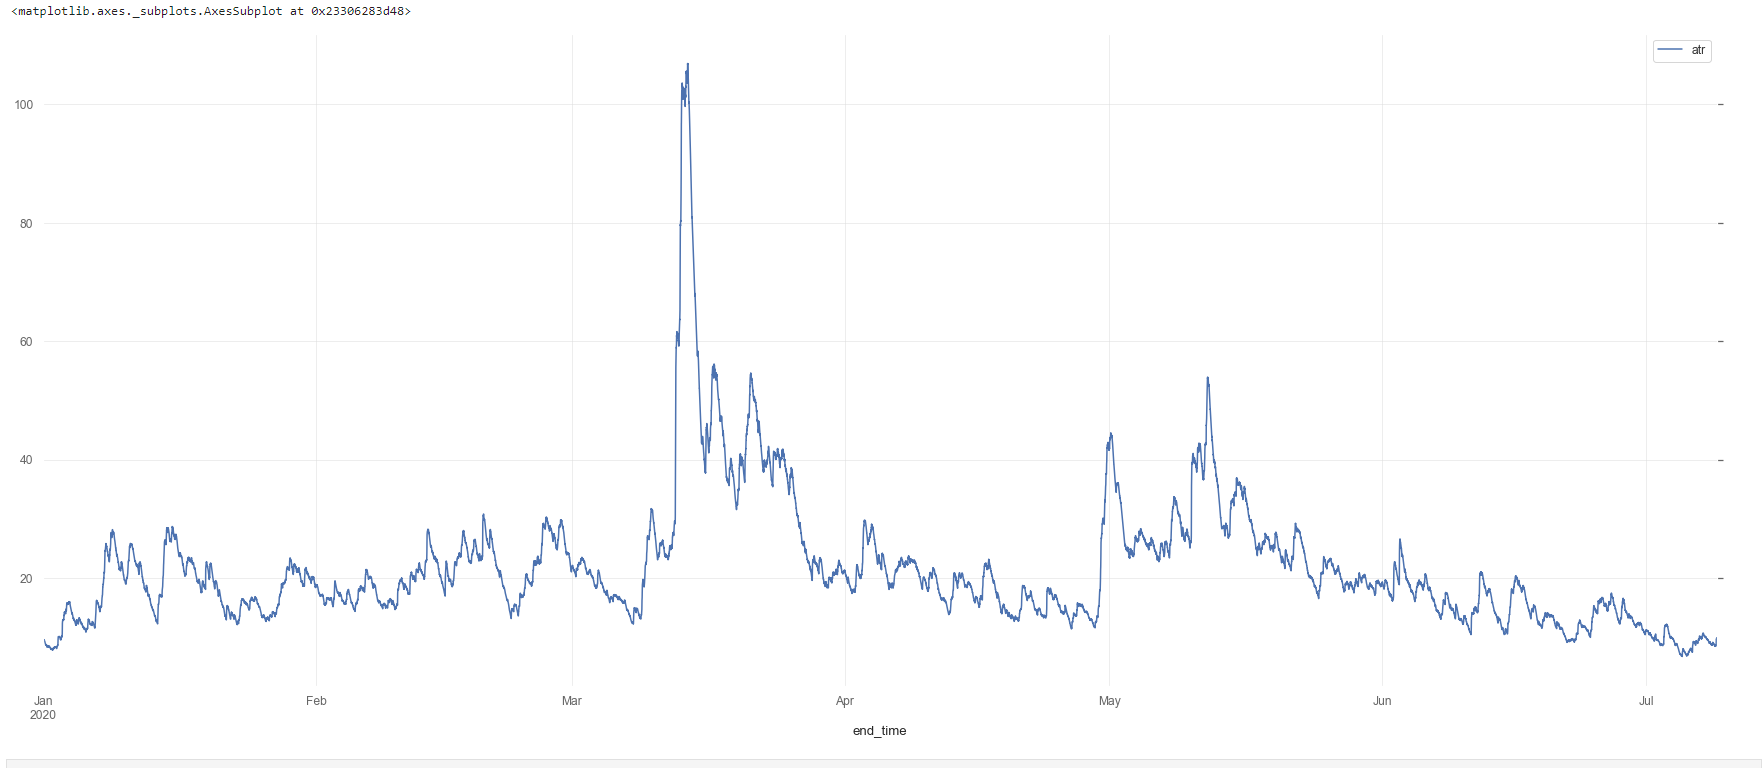 <matplotlib.axes._subplots.AxesSubplot at 0x23306283d48>
atr
100
80
60
40
20
Jan Feb Mar Apr May Jun Jul
2020
end_time